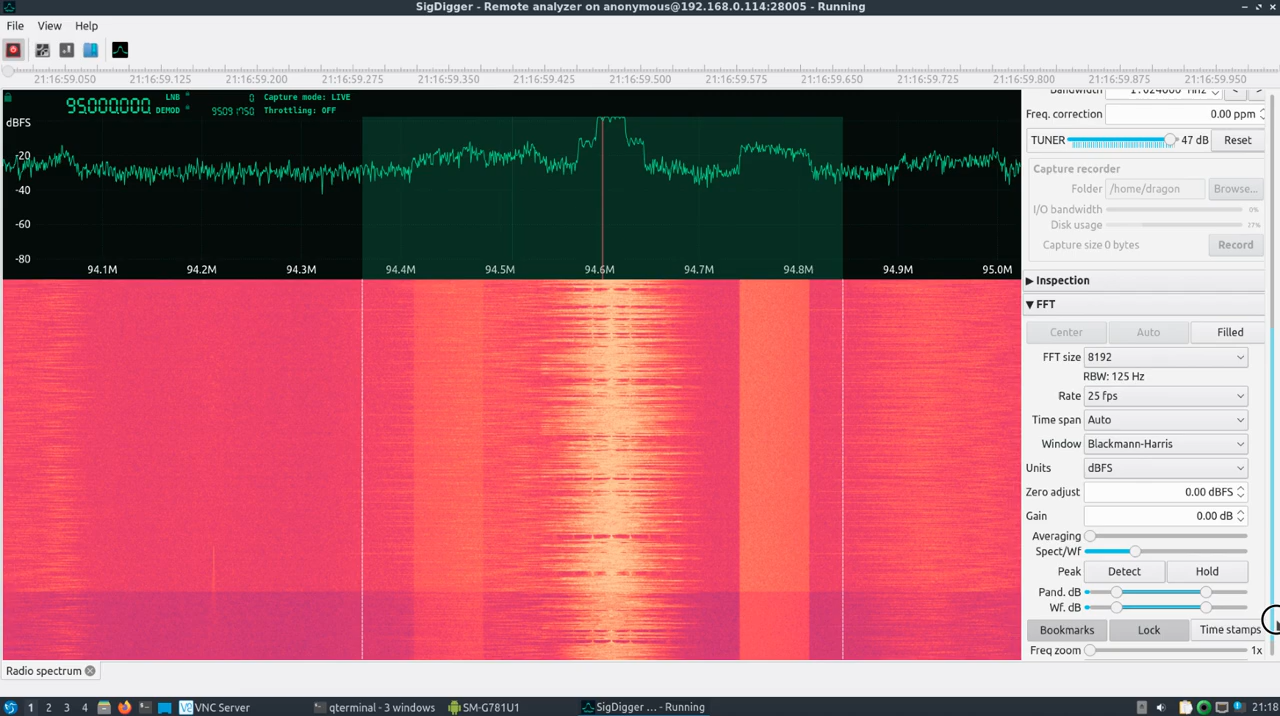 SigDigger - Remote analyzer on anonymous@192.168.0.114:28005 - Running
File View Help
21:16:59.050 21:16:59.125 21:16:59.200 21:16:59.275 21:16:59.350 21:16:59.425 21:16:59.500 21:16:59.575 21:16:59.650 21:16:59.725 21:16:59.800 21:16:59.875 21:16:59.950
95.000.000 LNB 0 Capture mode: LIVE
DEMOD 95091750 Throttling: OFF
dBFS
-20
-40
-60
-80
94.1M 94.2M 94.3M 94.4M 94.5M 94.6M 94.7M 94.8M 94.9M 95.0M
Bandwidth 1.024000 MHz
Freq. correction 0.00 ppm
TUNER 47 dB Reset
Capture recorder
Folder /home/dragon Browse...
I/O bandwidth 0%
Disk usage 27%
Capture size 0 bytes Record
Inspection
FFT
Center Auto Filled
FFT size 8192
RBW: 125 Hz
Rate 25 fps
Time span Auto
Window Blackmann-Harris
Units dBFS
Zero adjust 0.00 dBFS
Gain 0.00 dB
Averaging
Spect/Wf
Peak Detect Hold
Pand. dB
Wf. dB
Bookmarks Lock Time stamps
Freq zoom 1x
Radio spectrum
1 2 3 4 VNC Server qterminal - 3 windows SM-G781U1 SigDigger ... - Running 21:18